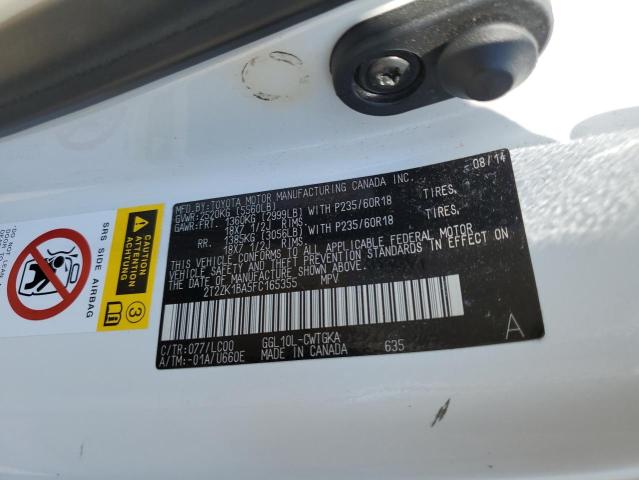 MFD.BY:TOYOTA MOTOR MANUFACTURING CANADA INC. 08/14
GVWR:2520KG (5560LB)
GAWR:FRT. 1360KG (2999LB) WITH P235/60R18 TIRES,
18X7 1/2J RIMS
RR. 1385KG (3056LB) WITH P235/60R18 TIRES,
18X7 1/2J RIMS
THIS VEHICLE CONFORMS TO ALL APPLICABLE FEDERAL MOTOR
VEHICLE SAFETY STANDARDS IN EFFECT ON
THE DATE OF MANUFACTURE SHOWN ABOVE.
2T2ZK1BA5FC165355 MPV
C/TR:077/LC00 GGL10L-CWTGKA
A/TM:-01A/U660E MADE IN CANADA 635
A
SRS SIDE AIRBAG
CAUTION
ATTENTION
ACHTUNG
3